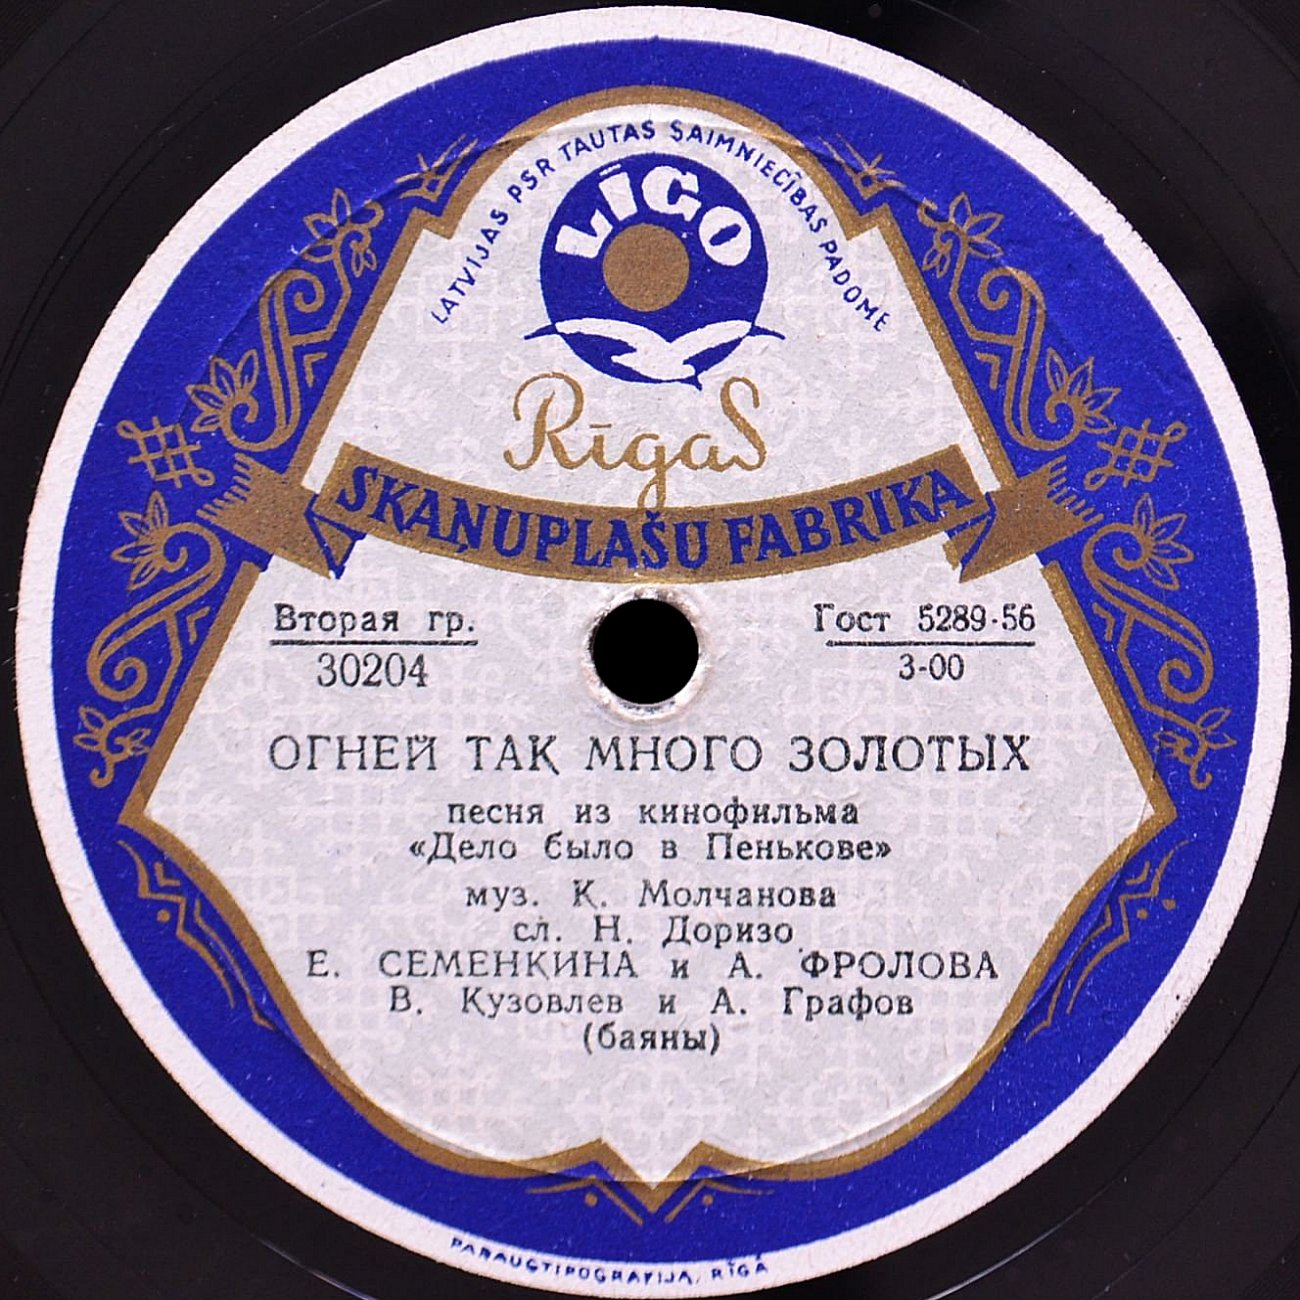 LATVIJAS PSR TAUTAS SAIMNIECĪBAS PADOME
LĪGO
Rīgas
SKAŅUPLAŠU FABRIKA
Вторая гр.
30204
Гост 5289-56
3-00
ОГНЕЙ ТАК МНОГО ЗОЛОТЫХ
песня из кинофильма
«Дело было в Пенькове»
муз. К. Молчанова
сл. Н. Доризо
Е. СЕМЕНКИНА и А. ФРОЛОВА
В. Кузовлев и А. Графов
(баяны)
PARAUGTIPOGRAFIJA, RĪGĀ